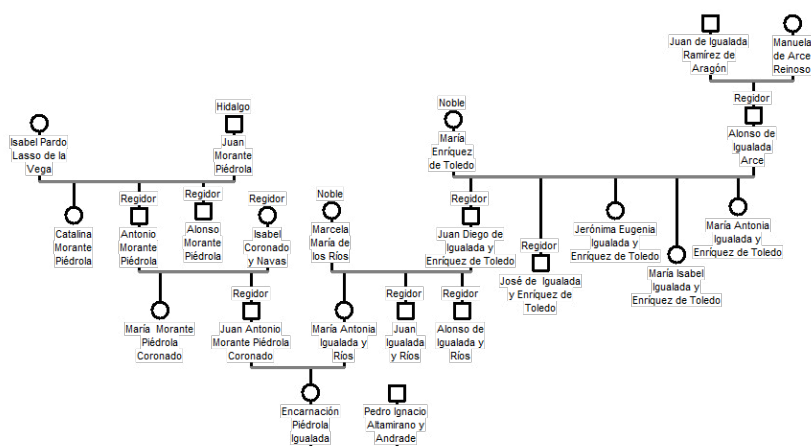 Juan de Igualada
Ramírez de
Aragón
Manuela
de Arce
Reinoso
Regidor
Alonso de
Igualada
Arce
Noble
María
Enríquez
de Toledo
Hidalgo
Juan
Morante
Piédrola
Isabel Pardo
Lasso de la
Vega
Catalina
Morante
Piédrola
Regidor
Antonio
Morante
Piédrola
Regidor
Alonso
Morante
Piédrola
Regidor
Isabel
Coronado
y Navas
Noble
Marcela
María de
los Ríos
Regidor
Juan Diego de
Igualada y
Enríquez de Toledo
Regidor
José de Igualada
y Enríquez de
Toledo
Jerónima Eugenia
Igualada y
Enríquez de Toledo
María Isabel
Igualada y
Enríquez de Toledo
María Antonia
Igualada y
Enríquez de Toledo
María Morante
Piédrola
Coronado
Regidor
Juan Antonio
Morante Piédrola
Coronado
María Antonia
Igualada y
Ríos
Regidor
Juan
Igualada
y Ríos
Regidor
Alonso de
Igualada y
Ríos
Encarnación
Piédrola
Igualada
Pedro Ignacio
Altamirano y
Andrade